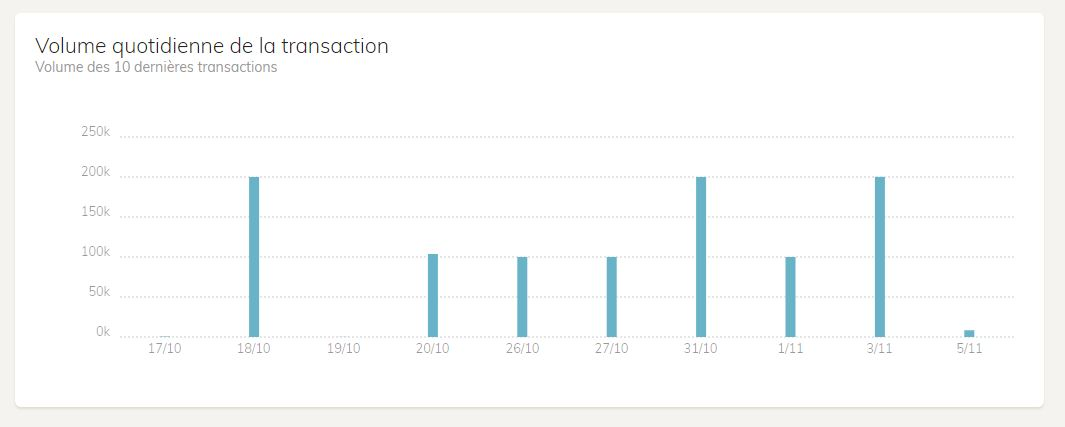 Volume quotidienne de la transaction
Volume des 10 dernières transactions
250k
200k
150k
100k
50k
0k
17/10 18/10 19/10 20/10 26/10 27/10 31/10 1/11 3/11 5/11